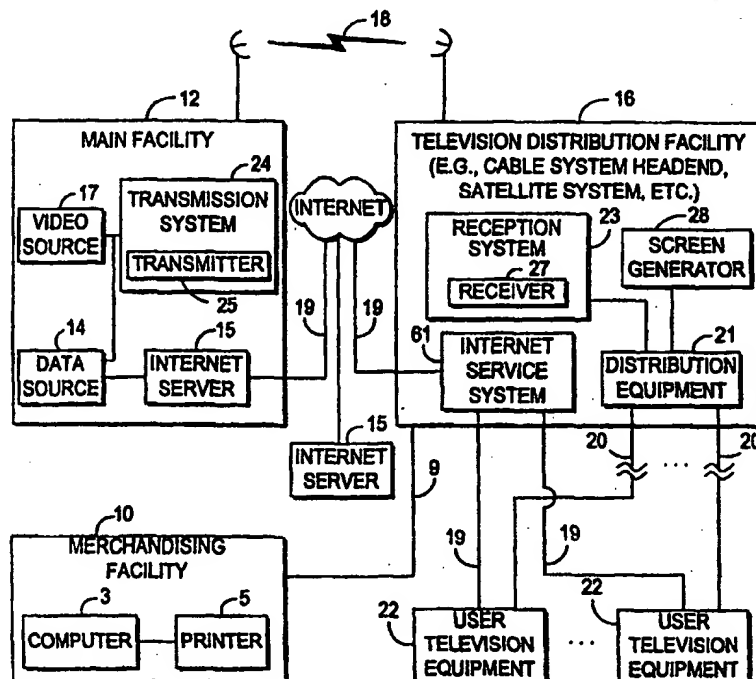 18
12
MAIN FACILITY
17
VIDEO
SOURCE
24
TRANSMISSION
SYSTEM
TRANSMITTER
25
14
DATA
SOURCE
15
INTERNET
SERVER
INTERNET
19
19
15
INTERNET
SERVER
16
TELEVISION DISTRIBUTION FACILITY
(E.G., CABLE SYSTEM HEADEND,
SATELLITE SYSTEM, ETC.)
RECEPTION
SYSTEM
23
27
RECEIVER
28
SCREEN
GENERATOR
61
INTERNET
SERVICE
SYSTEM
21
DISTRIBUTION
EQUIPMENT
20
...
20
9
19
19
10
MERCHANDISING
FACILITY
3
COMPUTER
5
PRINTER
22
USER
TELEVISION
EQUIPMENT
...
22
USER
TELEVISION
EQUIPMENT